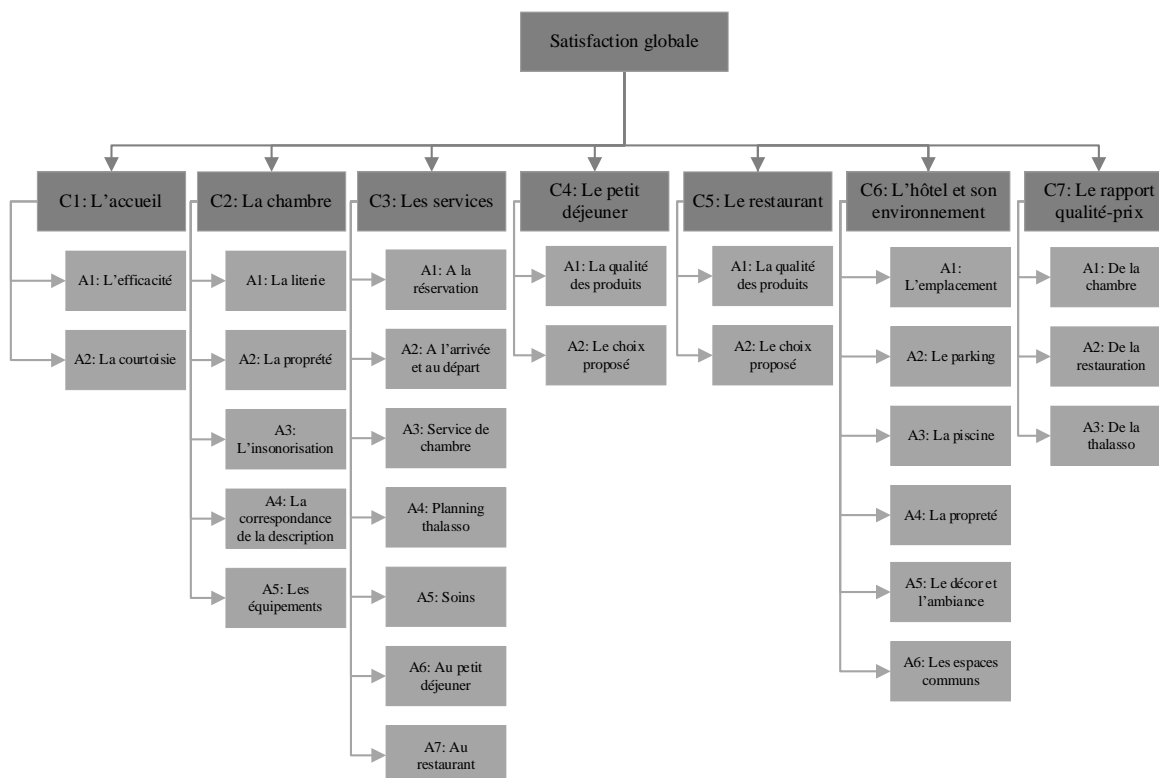 Satisfaction globale
C1: L’accueil
A1: L’efficacité
A2: La courtoisie
C2: La chambre
A1: La literie
A2: La proprété
A3:
L’insonorisation
A4: La
correspondance
de la description
A5: Les
équipements
C3: Les services
A1: A la
réservation
A2: A l’arrivée
et au départ
A3: Service de
chambre
A4: Planning
thalasso
A5: Soins
A6: Au petit
déjeuner
A7: Au
restaurant
C4: Le petit
déjeuner
A1: La qualité
des produits
A2: Le choix
proposé
C5: Le restaurant
A1: La qualité
des produits
A2: Le choix
proposé
C6: L’hôtel et son
environnement
A1:
L’emplacement
A2: Le parking
A3: La piscine
A4: La propreté
A5: Le décor et
l’ambiance
A6: Les espaces
communs
C7: Le rapport
qualité-prix
A1: De la
chambre
A2: De la
restauration
A3: De la
thalasso